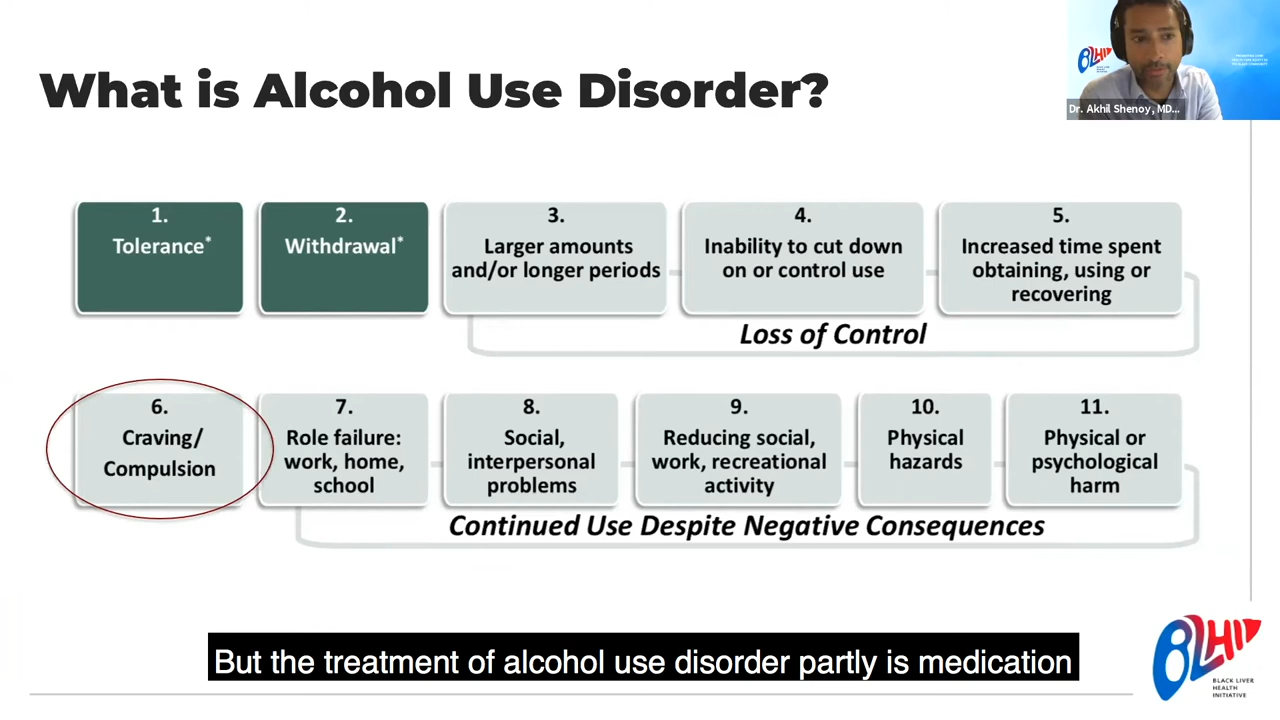 What is Alcohol Use Disorder?
BLHI
Dr. Akhil Shenoy, MD...
1.
Tolerance*
2.
Withdrawal*
3.
Larger amounts
and/or longer periods
4.
Inability to cut down
on or control use
5.
Increased time spent
obtaining, using or
recovering
Loss of Control
6.
Craving/
Compulsion
7.
Role failure:
work, home,
school
8.
Social,
interpersonal
problems
9.
Reducing social,
work, recreational
activity
10.
Physical
hazards
11.
Physical or
psychological
harm
Continued Use Despite Negative Consequences
But the treatment of alcohol use disorder partly is medication
BLHI
BLACK LIVER
HEALTH
INITIATIVE